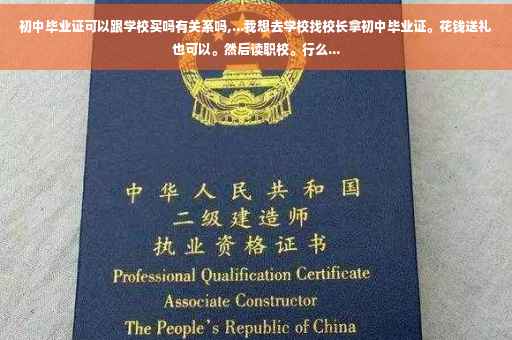 初中毕业证可以跟学校买吗有关系吗,...我想去学校找校长拿初中毕业证。花钱送礼
也可以。然后读职校。行么...
中华人民共和国
二级建造师
执业资格证书
Professional Qualification Certificate
Associate Constructor
The People's Republic of China